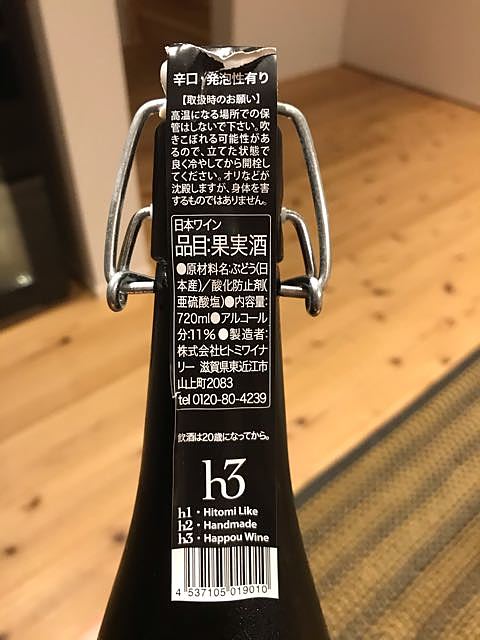 辛口・発泡性有り
【取扱時のお願い】
高温になる場所での保
管はしないで下さい。吹
きこぼれる可能性があ
るので、立てた状態で
良く冷やしてから開栓し
てください。オリなどが
沈殿しますが、身体を害
するものではありません。
日本ワイン
品目:果実酒
●原材料名:ぶどう(日
本産)/酸化防止剤(
亜硫酸塩)●内容量:
720ml●アルコール
分:11% ●製造者:
株式会社ヒトミワイナ
リー 滋賀県東近江市
山上町2083
tel 0120-80-4239
飲酒は20歳になってから。
h3
h1・Hitomi Like
h2・Handmade
h3・Happou Wine
4 537105 019010